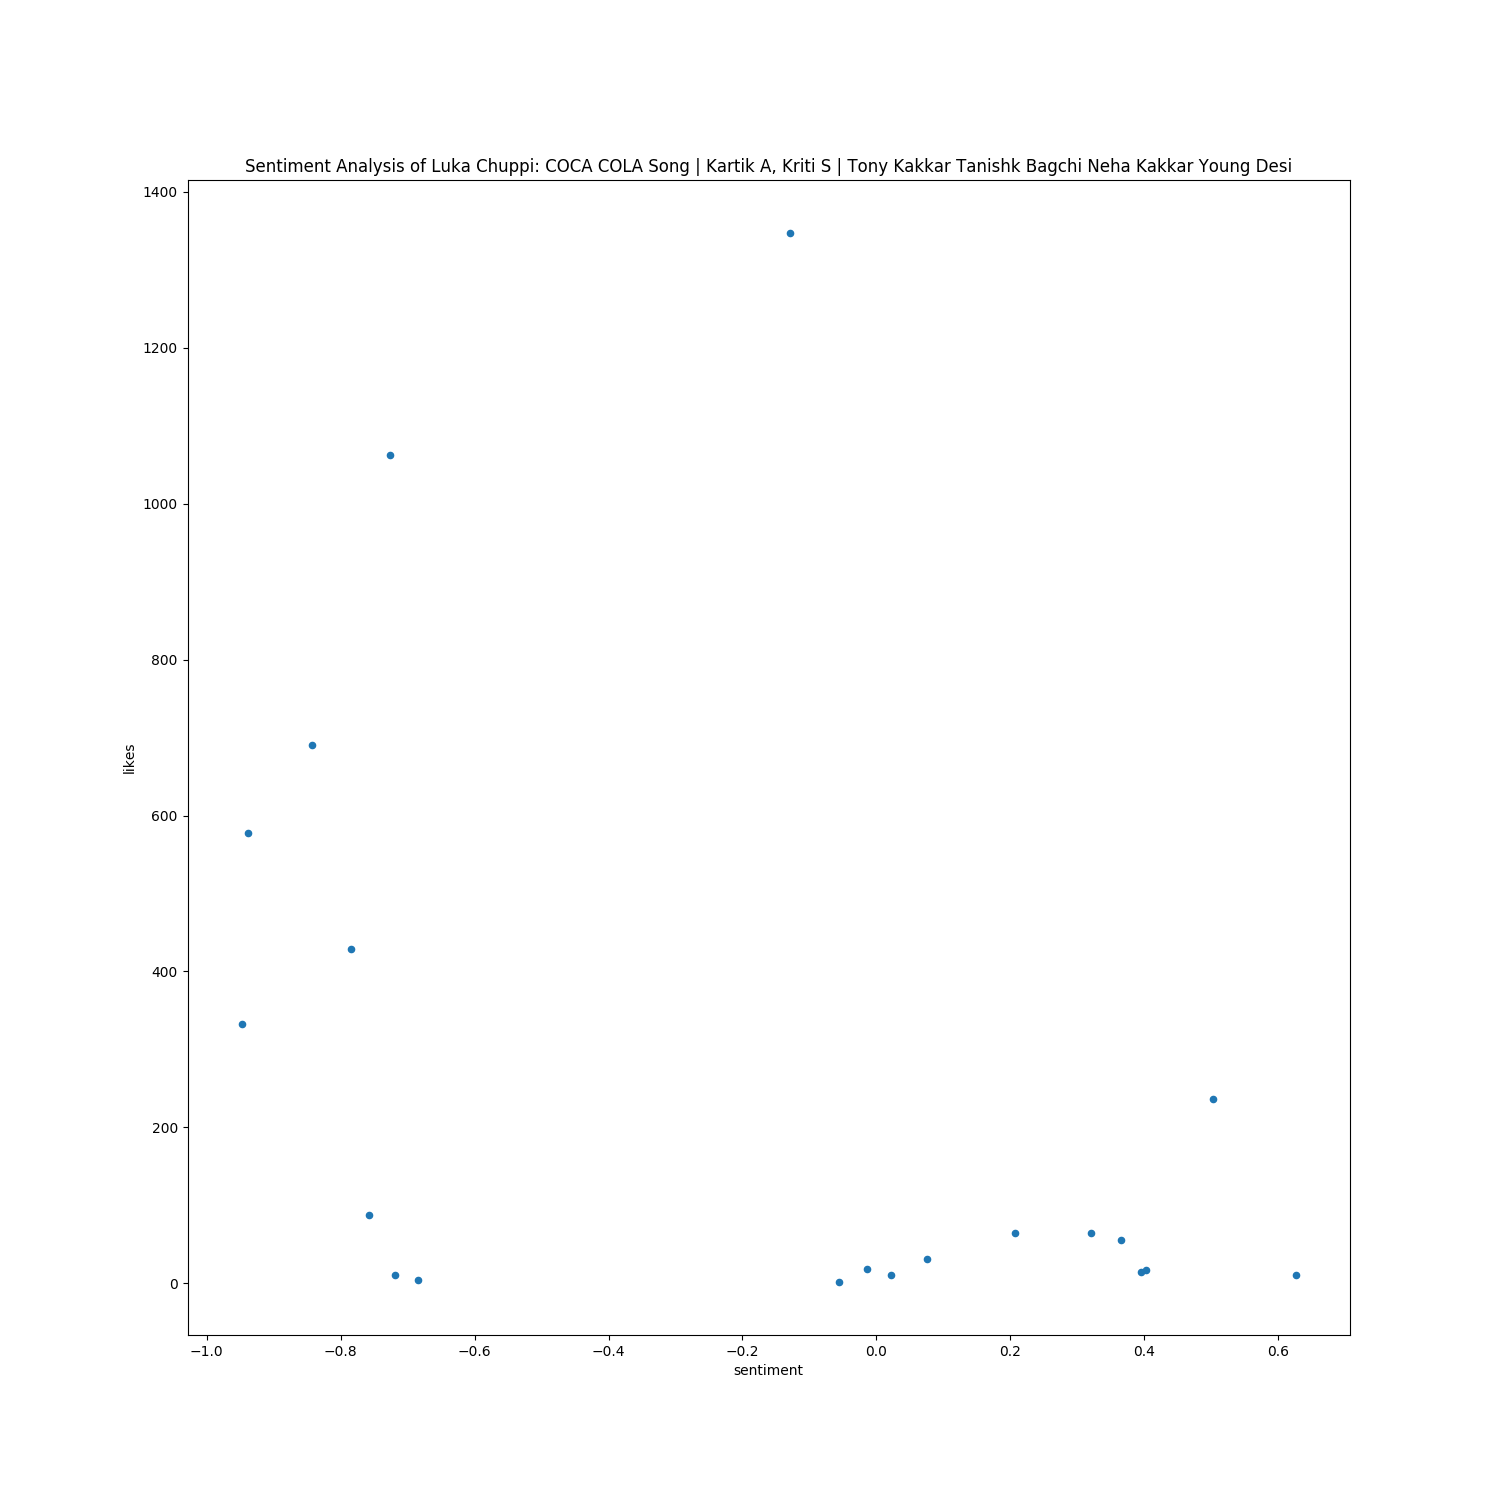 Sentiment Analysis of Luka Chuppi: COCA COLA Song | Kartik A, Kriti S | Tony Kakkar Tanishk Bagchi Neha Kakkar Young Desi
1400
1200
1000
800
600
400
200
0
likes
−1.0 −0.8 −0.6 −0.4 −0.2 0.0 0.2 0.4 0.6
sentiment